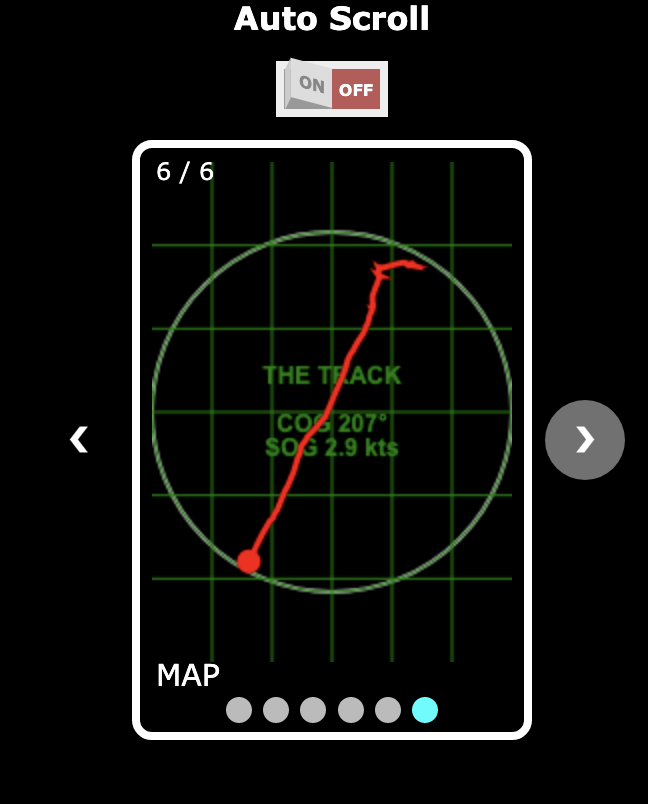 Auto Scroll
ON OFF
6 / 6
THE TRACK
COG 207°
SOG 2.9 kts
❮ ❯
MAP